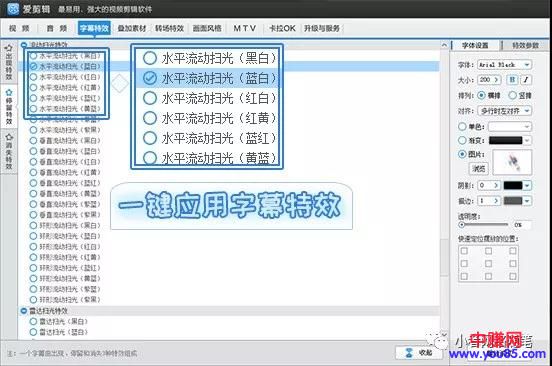 爱剪辑 最易用、强大的视频剪辑软件
视 频 音 频 字幕特效 叠加素材 转场特效 画面风格 M T V 卡拉OK 升级与服务
出现特效
停留特效
消失特效
流动扫光特效
水平流动扫光（黑白）
水平流动扫光（蓝白）
水平流动扫光（红白）
水平流动扫光（红黄）
水平流动扫光（蓝红）
水平流动扫光（黄蓝）
水平流动扫光（紫黑）
垂直流动扫光（黑白）
垂直流动扫光（蓝白）
垂直流动扫光（红白）
垂直流动扫光（红黄）
垂直流动扫光（蓝红）
垂直流动扫光（黄蓝）
垂直流动扫光（紫黑）
环形流动扫光（黑白）
环形流动扫光（蓝白）
环形流动扫光（红白）
环形流动扫光（红黄）
环形流动扫光（蓝红）
环形流动扫光（黄蓝）
环形流动扫光（紫黑）
雷达扫光特效
雷达扫光（黑白）
雷达扫光（蓝白）
水平流动扫光（黑白）
水平流动扫光（蓝白）
水平流动扫光（红白）
水平流动扫光（红黄）
水平流动扫光（蓝红）
水平流动扫光（黄蓝）
一键应用字幕特效
字体设置 特效参数
字体: Arial Black
大小: 200 B I
排列: 横排 竖排
对齐: 多行时左对齐
单色:
渐变:
图片:
浏览
阴影: 0
描边: 1
透明度:
0%
快速定位摆放的位置:
注：一个字幕由出现、停留和消失3种特效组成
收起
中赚网
www.you85.com